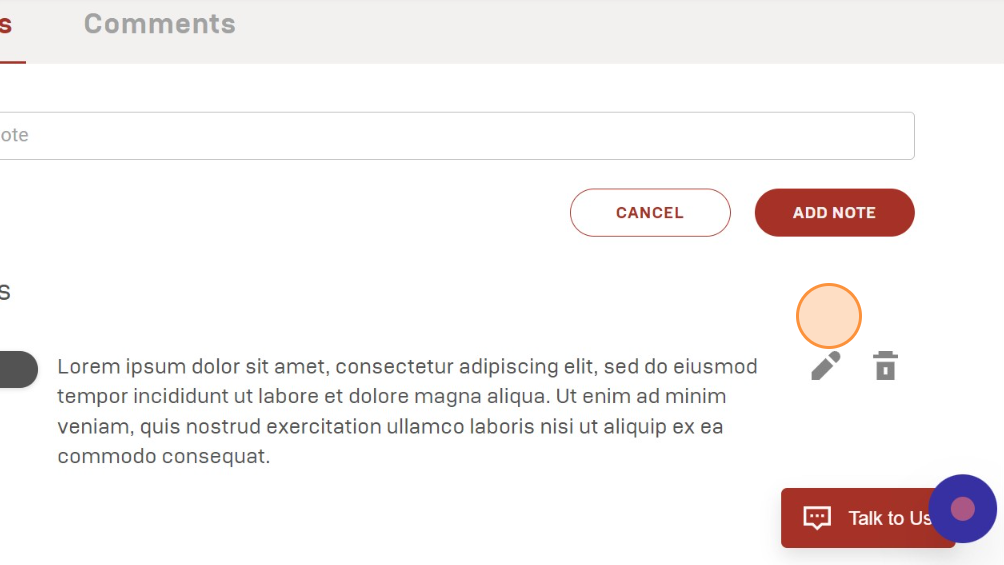 s Comments
ote
CANCEL ADD NOTE
s
Lorem ipsum dolor sit amet, consectetur adipiscing elit, sed do eiusmod
tempor incididunt ut labore et dolore magna aliqua. Ut enim ad minim
veniam, quis nostrud exercitation ullamco laboris nisi ut aliquip ex ea
commodo consequat.
Talk to Us